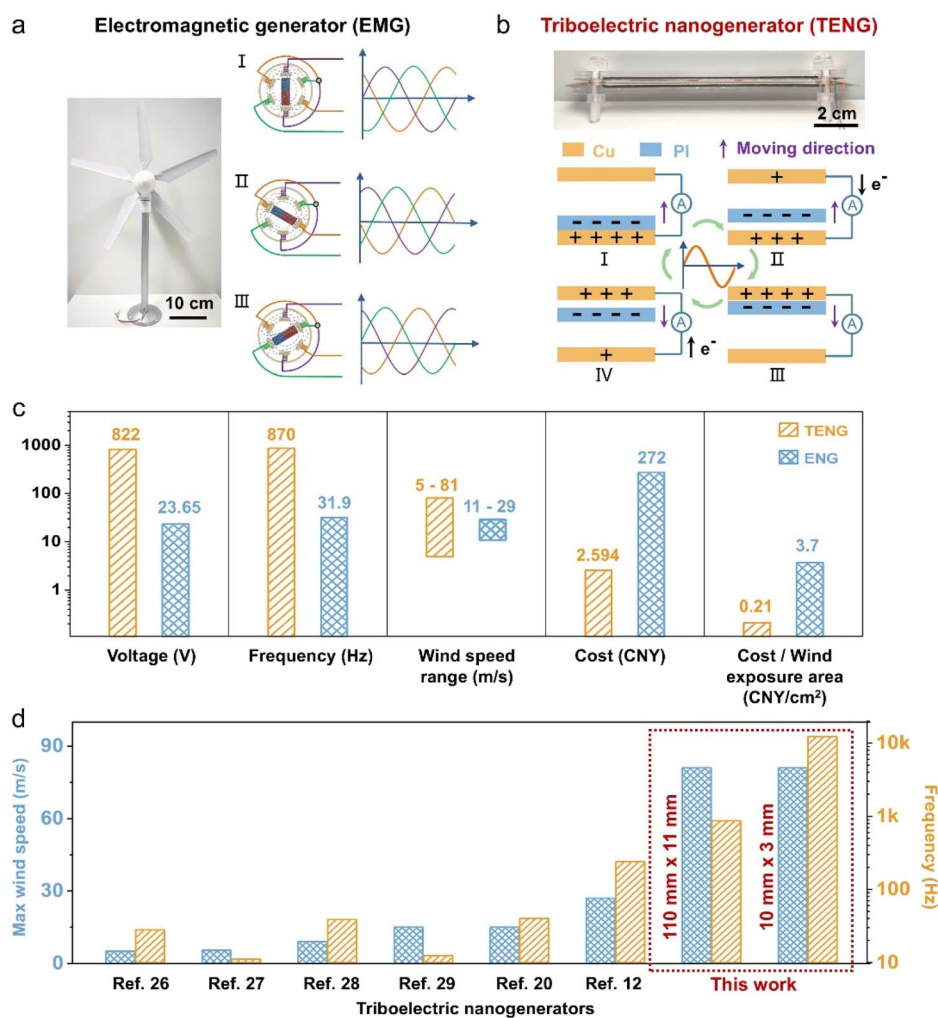 a
Electromagnetic generator (EMG)
I
II
III
10 cm
b
Triboelectric nanogenerator (TENG)
2 cm
Cu
PI
Moving direction
+
e-
A
- - - -
+ + + +
I
A
- - - -
+ + +
II
+ + +
- - - -
A
e-
+
IV
+ + + +
- - - -
A
III
c
1000
100
10
1
822
23.65
870
31.9
5 - 81
11 - 29
2.594
272
0.21
3.7
TENG
ENG
Voltage (V)
Frequency (Hz)
Wind speed
range (m/s)
Cost (CNY)
Cost / Wind
exposure area
(CNY/cm²)
d
Max wind speed (m/s)
90
60
30
0
110 mm x 11 mm
10 mm x 3 mm
10k
1k
100
10
Frequency (Hz)
Ref. 26
Ref. 27
Ref. 28
Ref. 29
Ref. 20
Ref. 12
This work
Triboelectric nanogenerators